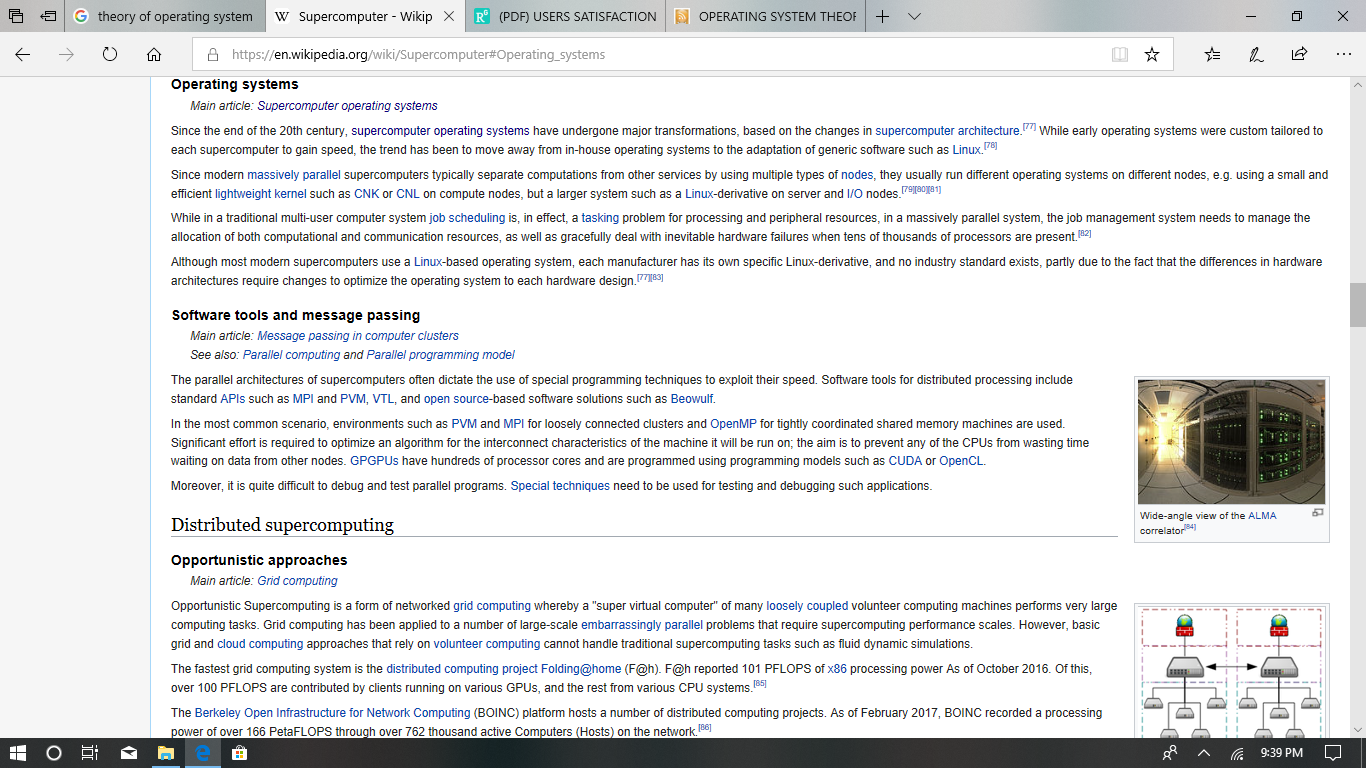 theory of operating system
Supercomputer - Wikip
(PDF) USERS SATISFACTION
OPERATING SYSTEM THEOR
https://en.wikipedia.org/wiki/Supercomputer#Operating_systems
Operating systems
Main article: Supercomputer operating systems
Since the end of the 20th century, supercomputer operating systems have undergone major transformations, based on the changes in supercomputer architecture.[77] While early operating systems were custom tailored to
each supercomputer to gain speed, the trend has been to move away from in-house operating systems to the adaptation of generic software such as Linux.[78]
Since modern massively parallel supercomputers typically separate computations from other services by using multiple types of nodes, they usually run different operating systems on different nodes, e.g. using a small and
efficient lightweight kernel such as CNK or CNL on compute nodes, but a larger system such as a Linux-derivative on server and I/O nodes.[79][80][81]
While in a traditional multi-user computer system job scheduling is, in effect, a tasking problem for processing and peripheral resources, in a massively parallel system, the job management system needs to manage the
allocation of both computational and communication resources, as well as gracefully deal with inevitable hardware failures when tens of thousands of processors are present.[82]
Although most modern supercomputers use a Linux-based operating system, each manufacturer has its own specific Linux-derivative, and no industry standard exists, partly due to the fact that the differences in hardware
architectures require changes to optimize the operating system to each hardware design.[77][83]
Software tools and message passing
Main article: Message passing in computer clusters
See also: Parallel computing and Parallel programming model
The parallel architectures of supercomputers often dictate the use of special programming techniques to exploit their speed. Software tools for distributed processing include
standard APIs such as MPI and PVM, VTL, and open source-based software solutions such as Beowulf.
In the most common scenario, environments such as PVM and MPI for loosely connected clusters and OpenMP for tightly coordinated shared memory machines are used.
Significant effort is required to optimize an algorithm for the interconnect characteristics of the machine it will be run on; the aim is to prevent any of the CPUs from wasting time
waiting on data from other nodes. GPGPUs have hundreds of processor cores and are programmed using programming models such as CUDA or OpenCL.
Moreover, it is quite difficult to debug and test parallel programs. Special techniques need to be used for testing and debugging such applications.
Wide-angle view of the ALMA
correlator[84]
Distributed supercomputing
Opportunistic approaches
Main article: Grid computing
Opportunistic Supercomputing is a form of networked grid computing whereby a "super virtual computer" of many loosely coupled volunteer computing machines performs very large
computing tasks. Grid computing has been applied to a number of large-scale embarrassingly parallel problems that require supercomputing performance scales. However, basic
grid and cloud computing approaches that rely on volunteer computing cannot handle traditional supercomputing tasks such as fluid dynamic simulations.
The fastest grid computing system is the distributed computing project Folding@home (F@h). F@h reported 101 PFLOPS of x86 processing power As of October 2016. Of this,
over 100 PFLOPS are contributed by clients running on various GPUs, and the rest from various CPU systems.[85]
The Berkeley Open Infrastructure for Network Computing (BOINC) platform hosts a number of distributed computing projects. As of February 2017, BOINC recorded a processing
power of over 166 PetaFLOPS through over 762 thousand active Computers (Hosts) on the network.[86]
9:39 PM